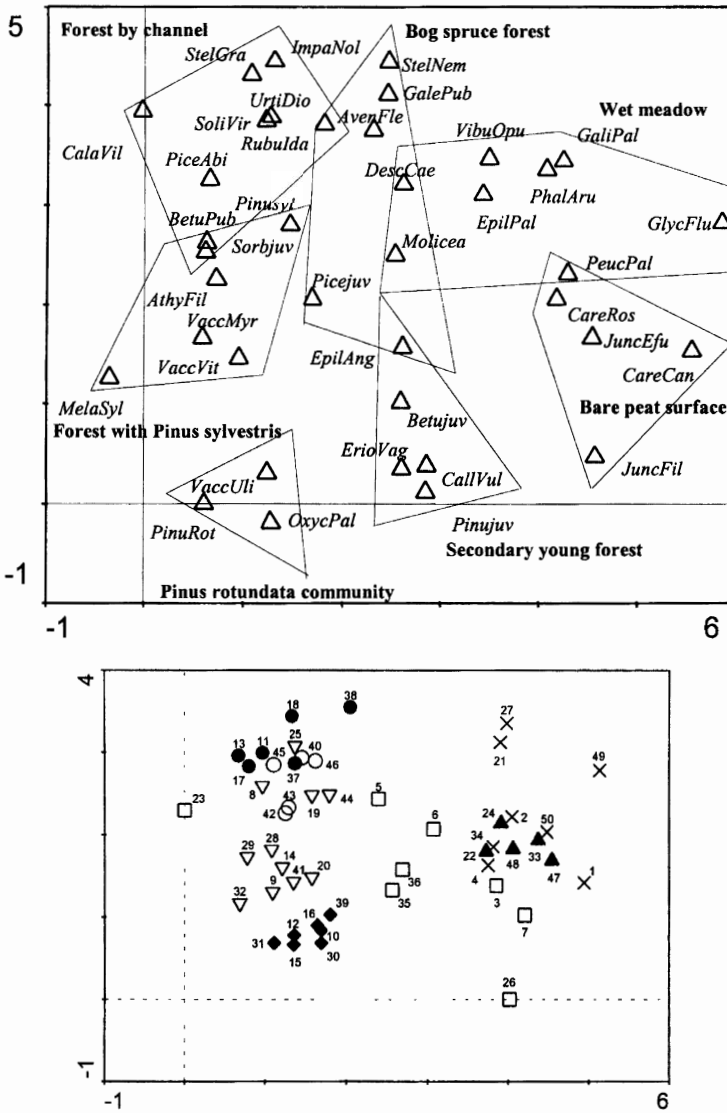 5
Forest by channel
Bog spruce forest
StelGra
ImpaNol
StelNem
UrtiDio
GalePub
SoliVir
AvenFle
Wet meadow
RubuIda
VibuOpu
GaliPal
CalaVil
PiceAbi
DescCae
PhalAru
BetuPub
Pinusyl
EpilPal
GlycFlu
Sorbjuv
Molicea
PeucPal
AthyFil
Picejuv
CareRos
VaccMyr
JuncEfu
VaccVit
EpilAng
CareCan
MelaSyl
Betujuv
Bare peat surface
Forest with Pinus sylvestris
ErioVag
VaccUli
CallVul
JuncFil
PinuRot
OxycPal
Pinujuv
Secondary young forest
-1
Pinus rotundata community
-1
6
4
38
18
27
25
13
11
45
40
21
17
37
46
49
8
43
5
23
42
19
44
24
2
6
50
29
28
34
14
22
48
33
41
20
36
4
47
1
32
9
35
3
16
39
7
12
31
10
15
30
26
-1
-1
6